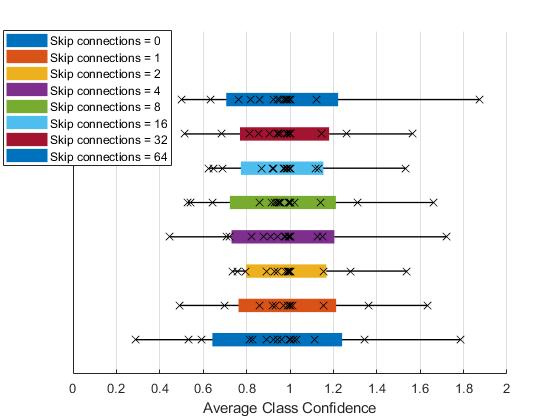 Skip connections = 0
Skip connections = 1
Skip connections = 2
Skip connections = 4
Skip connections = 8
Skip connections = 16
Skip connections = 32
Skip connections = 64
0 0.2 0.4 0.6 0.8 1 1.2 1.4 1.6 1.8 2
Average Class Confidence